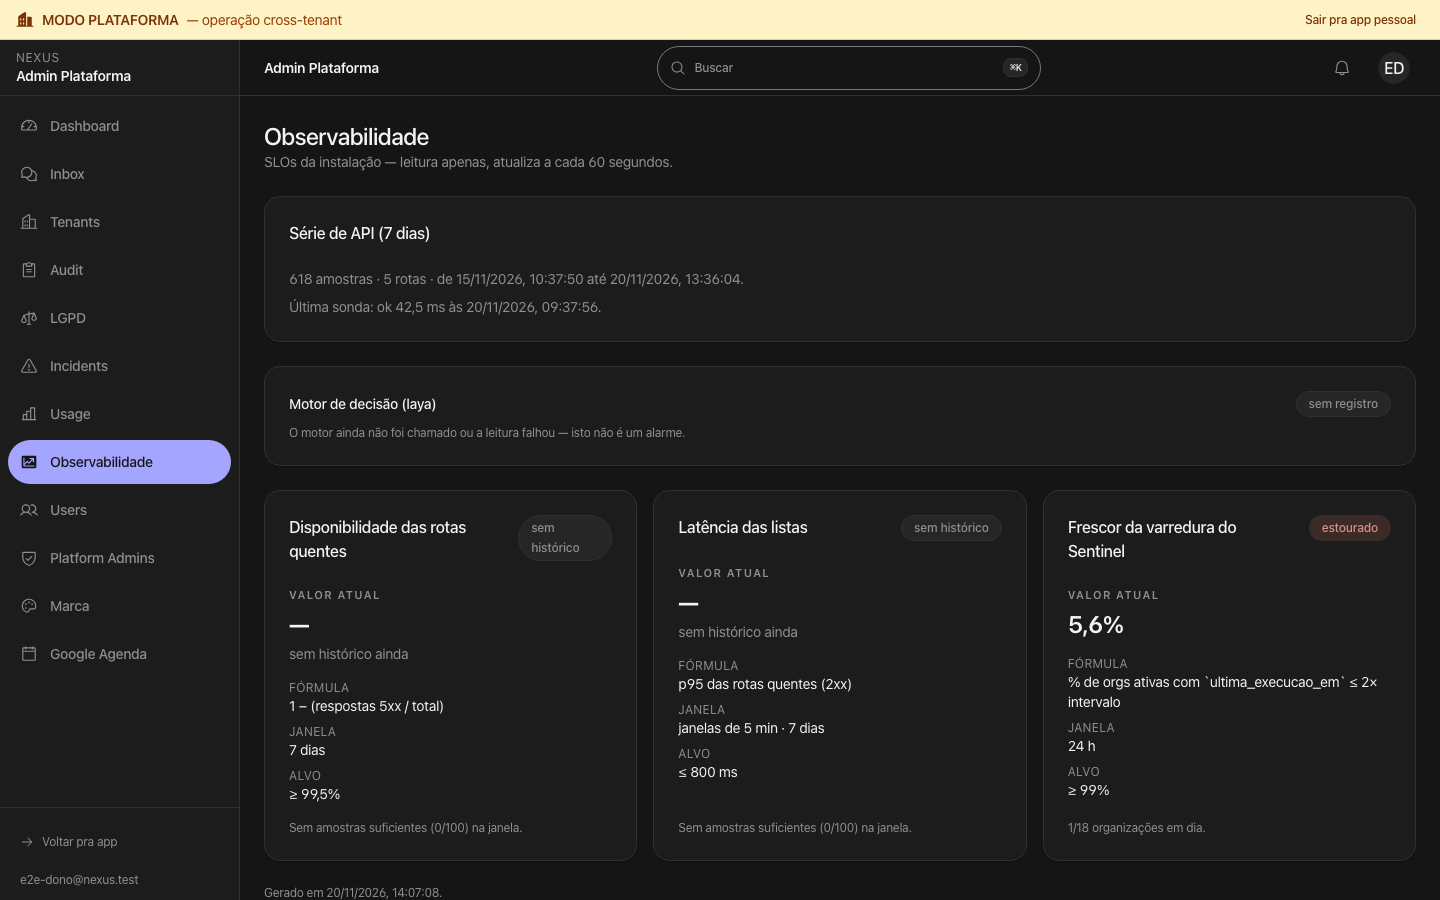 MODO PLATAFORMA — operação cross-tenant
Sair pra app pessoal
NEXUS
Admin Plataforma
Admin Plataforma
Buscar
⌘K
ED
Dashboard
Inbox
Tenants
Audit
LGPD
Incidents
Usage
Observabilidade
Users
Platform Admins
Marca
Google Agenda
Voltar pra app
e2e-dono@nexus.test
Observabilidade
SLOs da instalação — leitura apenas, atualiza a cada 60 segundos.
Série de API (7 dias)
618 amostras · 5 rotas · de 15/11/2026, 10:37:50 até 20/11/2026, 13:36:04.
Última sonda: ok 42,5 ms às 20/11/2026, 09:37:56.
Motor de decisão (laya)
sem registro
O motor ainda não foi chamado ou a leitura falhou — isto não é um alarme.
Disponibilidade das rotas
quentes
sem
histórico
VALOR ATUAL
—
sem histórico ainda
FÓRMULA
1 − (respostas 5xx / total)
JANELA
7 dias
ALVO
≥ 99,5%
Sem amostras suficientes (0/100) na janela.
Latência das listas
sem histórico
VALOR ATUAL
—
sem histórico ainda
FÓRMULA
p95 das rotas quentes (2xx)
JANELA
janelas de 5 min · 7 dias
ALVO
≤ 800 ms
Sem amostras suficientes (0/100) na janela.
Frescor da varredura do
Sentinel
estourado
VALOR ATUAL
5,6%
FÓRMULA
% de orgs ativas com `ultima_execucao_em` ≤ 2×
intervalo
JANELA
24 h
ALVO
≥ 99%
1/18 organizações em dia.
Gerado em 20/11/2026, 14:07:08.